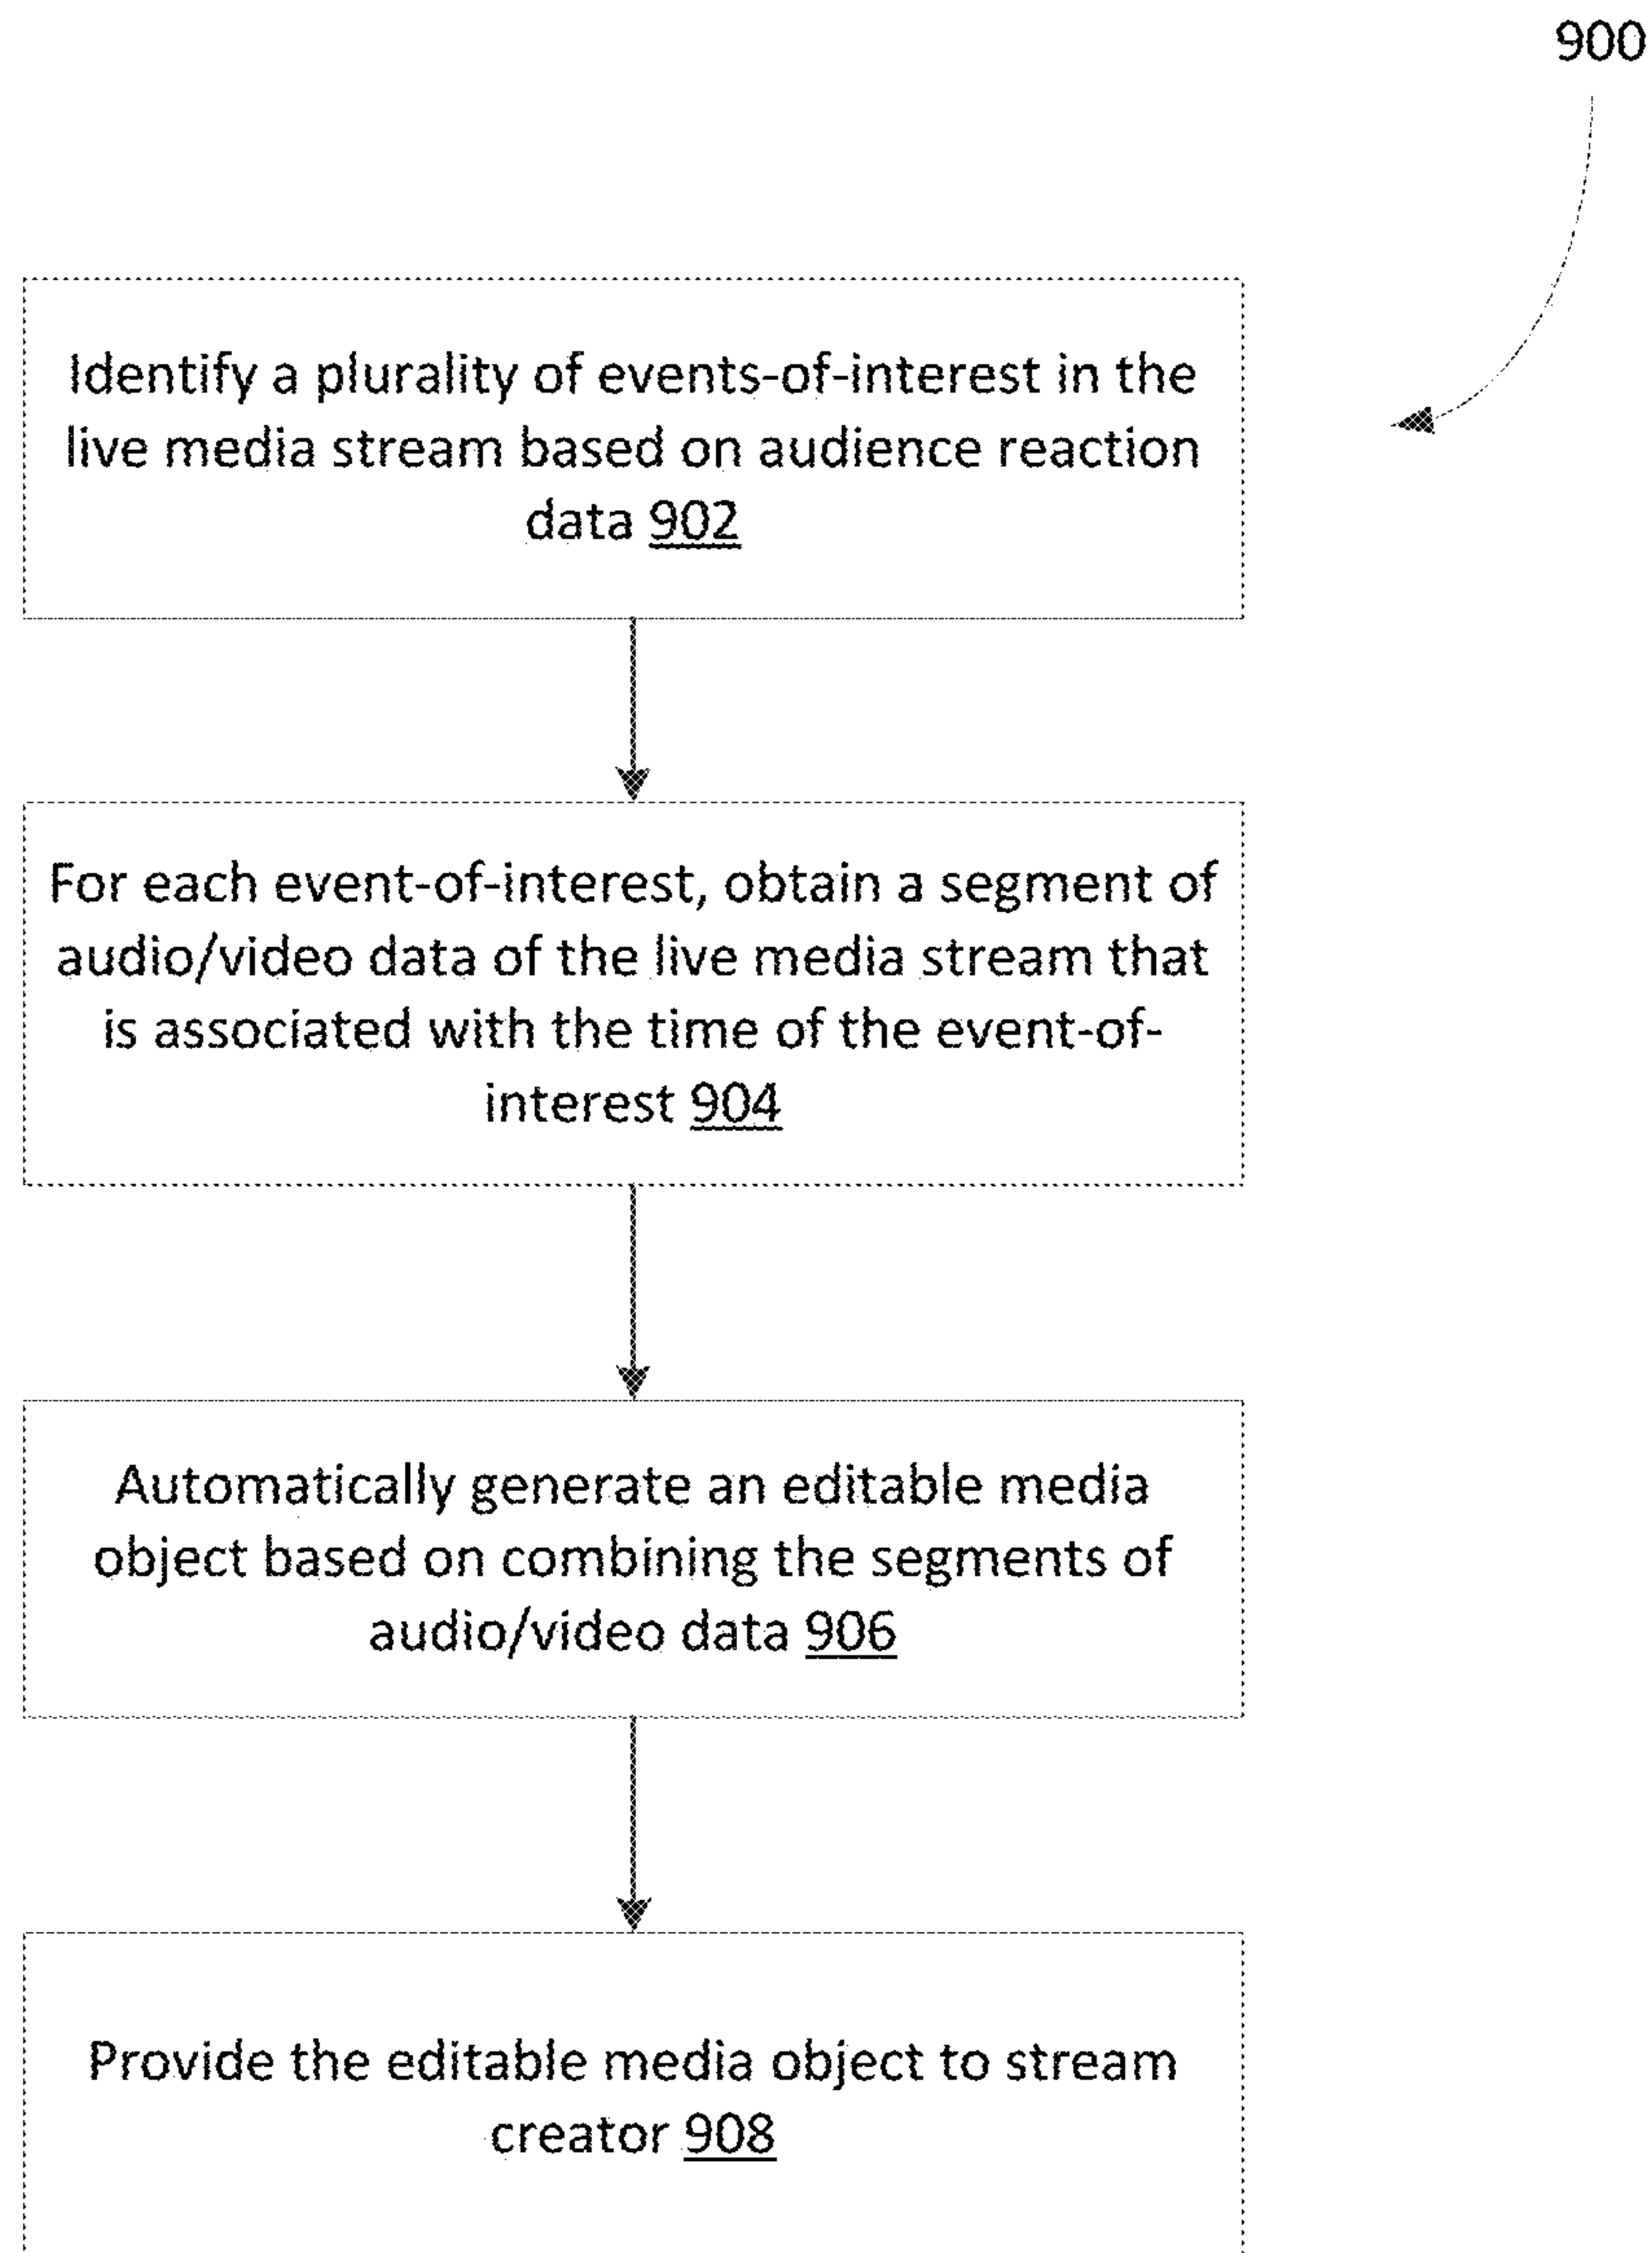 900
Identify a plurality of events-of-interest in the
live media stream based on audience reaction
data 902
For each event-of-interest, obtain a segment of
audio/video data of the live media stream that
is associated with the time of the event-of-
interest 904
Automatically generate an editable media
object based on combining the segments of
audio/video data 906
Provide the editable media object to stream
creator 908